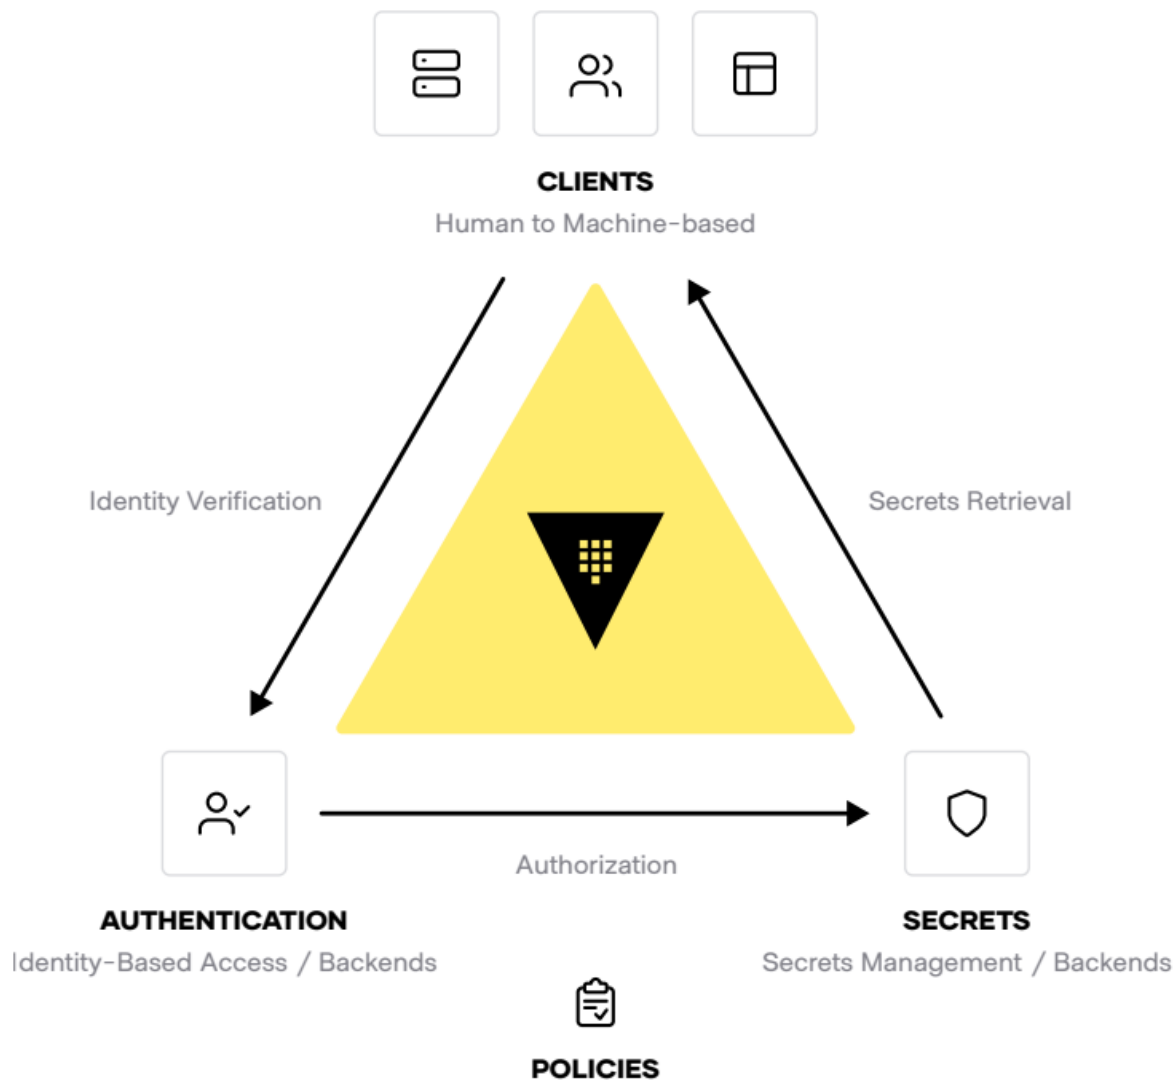 CLIENTS
Human to Machine-based
Identity Verification
Secrets Retrieval
Authorization
AUTHENTICATION
Identity-Based Access / Backends
SECRETS
Secrets Management / Backends
POLICIES